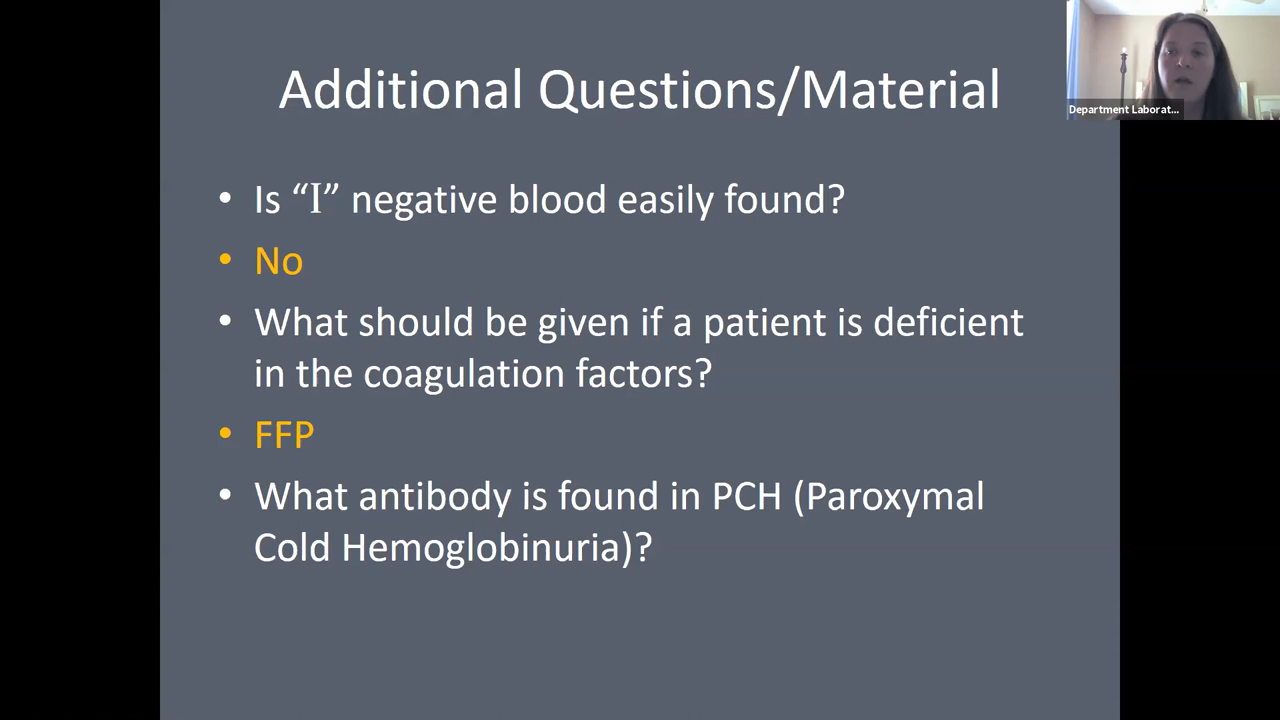 Additional Questions/Material
Department Laborat...
• Is “I” negative blood easily found?
• No
• What should be given if a patient is deficient
in the coagulation factors?
• FFP
• What antibody is found in PCH (Paroxymal
Cold Hemoglobinuria)?